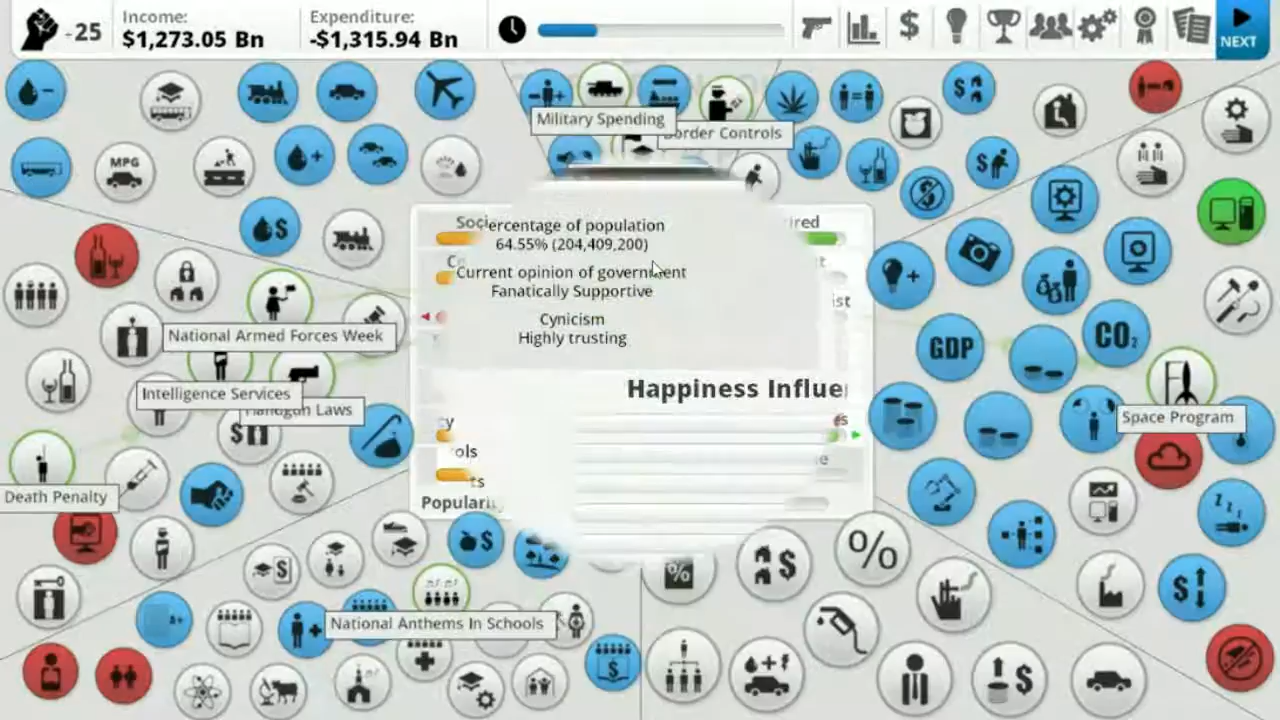 -25
Income:
$1,273.05 Bn
Expenditure:
-$1,315.94 Bn
NEXT
Military Spending
Border Controls
MPG
Percentage of population
64.55% (204,409,200)
Current opinion of government
Fanatically Supportive
Cynicism
Highly trusting
Happiness Influe
National Armed Forces Week
Intelligence Services
Handgun Laws
GDP
CO2
Space Program
Death Penalty
National Anthems In Schools